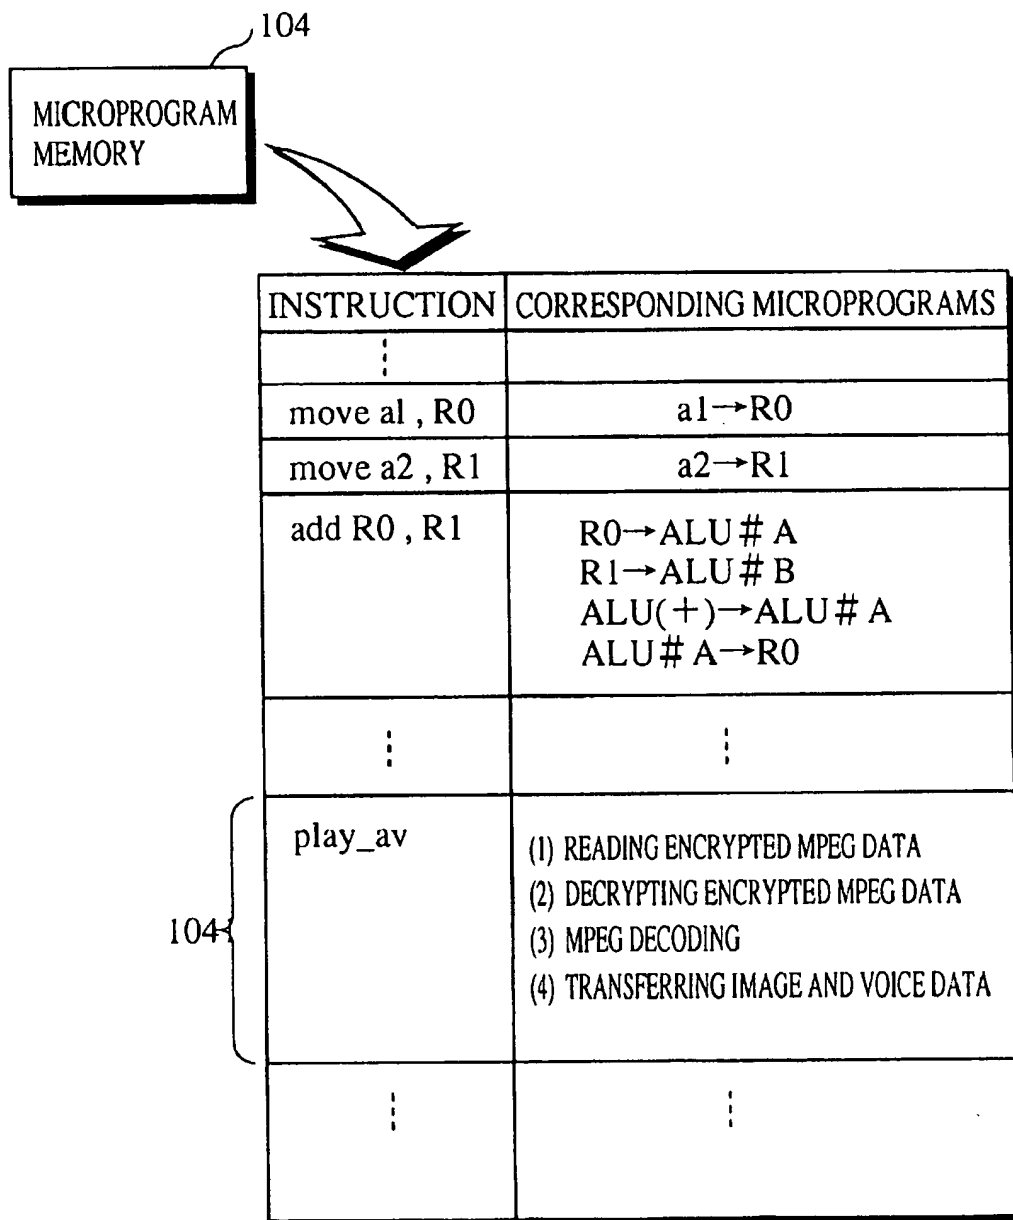 104
MICROPROGRAM
MEMORY
INSTRUCTION
CORRESPONDING MICROPROGRAMS
move a1 , R0
a1→R0
move a2 , R1
a2→R1
add R0 , R1
R0→ALU# A
R1→ALU# B
ALU(+)→ALU# A
ALU# A→R0
104
play_av
(1) READING ENCRYPTED MPEG DATA
(2) DECRYPTING ENCRYPTED MPEG DATA
(3) MPEG DECODING
(4) TRANSFERRING IMAGE AND VOICE DATA